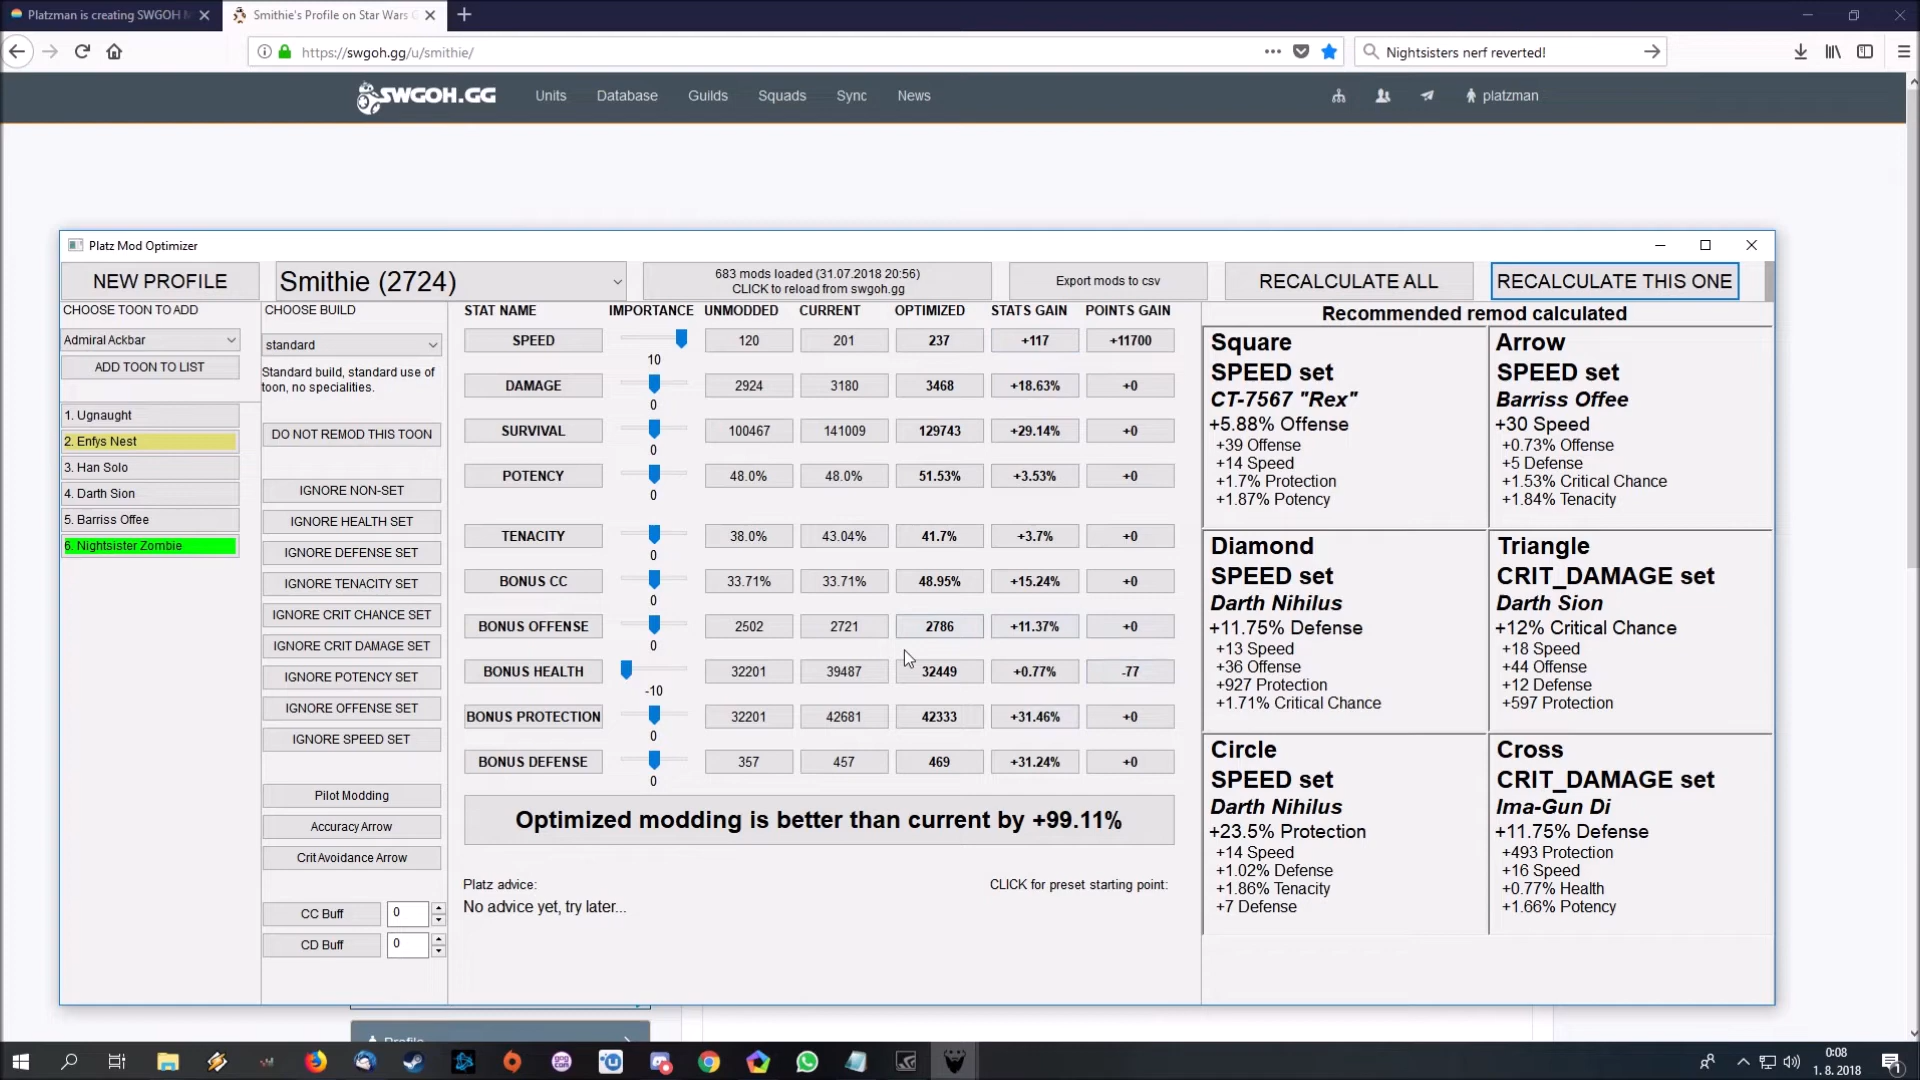 Platzman is creating SWGOH M
Smithie's Profile on Star Wars G
https://swgoh.gg/u/smithie/
Nightsisters nerf reverted!
SWGOH.GG
Units
Database
Guilds
Squads
Sync
News
platzman
Platz Mod Optimizer
NEW PROFILE
Smithie (2724)
683 mods loaded (31.07.2018 20:56)
CLICK to reload from swgoh.gg
Export mods to csv
RECALCULATE ALL
RECALCULATE THIS ONE
CHOOSE TOON TO ADD
Admiral Ackbar
ADD TOON TO LIST
1. Ugnaught
2. Enfys Nest
3. Han Solo
4. Darth Sion
5. Barriss Offee
6. Nightsister Zombie
CHOOSE BUILD
standard
Standard build, standard use of
toon, no specialities.
DO NOT REMOD THIS TOON
IGNORE NON-SET
IGNORE HEALTH SET
IGNORE DEFENSE SET
IGNORE TENACITY SET
IGNORE CRIT CHANCE SET
IGNORE CRIT DAMAGE SET
IGNORE POTENCY SET
IGNORE OFFENSE SET
IGNORE SPEED SET
Pilot Modding
Accuracy Arrow
Crit Avoidance Arrow
CC Buff 0
CD Buff 0
STAT NAME IMPORTANCE UNMODDED CURRENT OPTIMIZED STATS GAIN POINTS GAIN
SPEED 10 120 201 237 +117 +11700
DAMAGE 0 2924 3180 3468 +18.63% +0
SURVIVAL 0 100467 141009 129743 +29.14% +0
POTENCY 0 48.0% 48.0% 51.53% +3.53% +0
TENACITY 0 38.0% 43.04% 41.7% +3.7% +0
BONUS CC 0 33.71% 33.71% 48.95% +15.24% +0
BONUS OFFENSE 0 2502 2721 2786 +11.37% +0
BONUS HEALTH -10 32201 39487 32449 +0.77% -77
BONUS PROTECTION 0 32201 42681 42333 +31.46% +0
BONUS DEFENSE 0 357 457 469 +31.24% +0
Optimized modding is better than current by +99.11%
Platz advice:
No advice yet, try later...
CLICK for preset starting point:
Recommended remod calculated
Square
SPEED set
CT-7567 "Rex"
+5.88% Offense
+39 Offense
+14 Speed
+1.7% Protection
+1.87% Potency
Arrow
SPEED set
Barriss Offee
+30 Speed
+0.73% Offense
+5 Defense
+1.53% Critical Chance
+1.84% Tenacity
Diamond
SPEED set
Darth Nihilus
+11.75% Defense
+13 Speed
+36 Offense
+927 Protection
+1.71% Critical Chance
Triangle
CRIT_DAMAGE set
Darth Sion
+12% Critical Chance
+18 Speed
+44 Offense
+12 Defense
+597 Protection
Circle
SPEED set
Darth Nihilus
+23.5% Protection
+14 Speed
+1.02% Defense
+1.86% Tenacity
+7 Defense
Cross
CRIT_DAMAGE set
Ima-Gun Di
+11.75% Defense
+493 Protection
+16 Speed
+0.77% Health
+1.66% Potency
Profile
0:08
1. 8. 2018